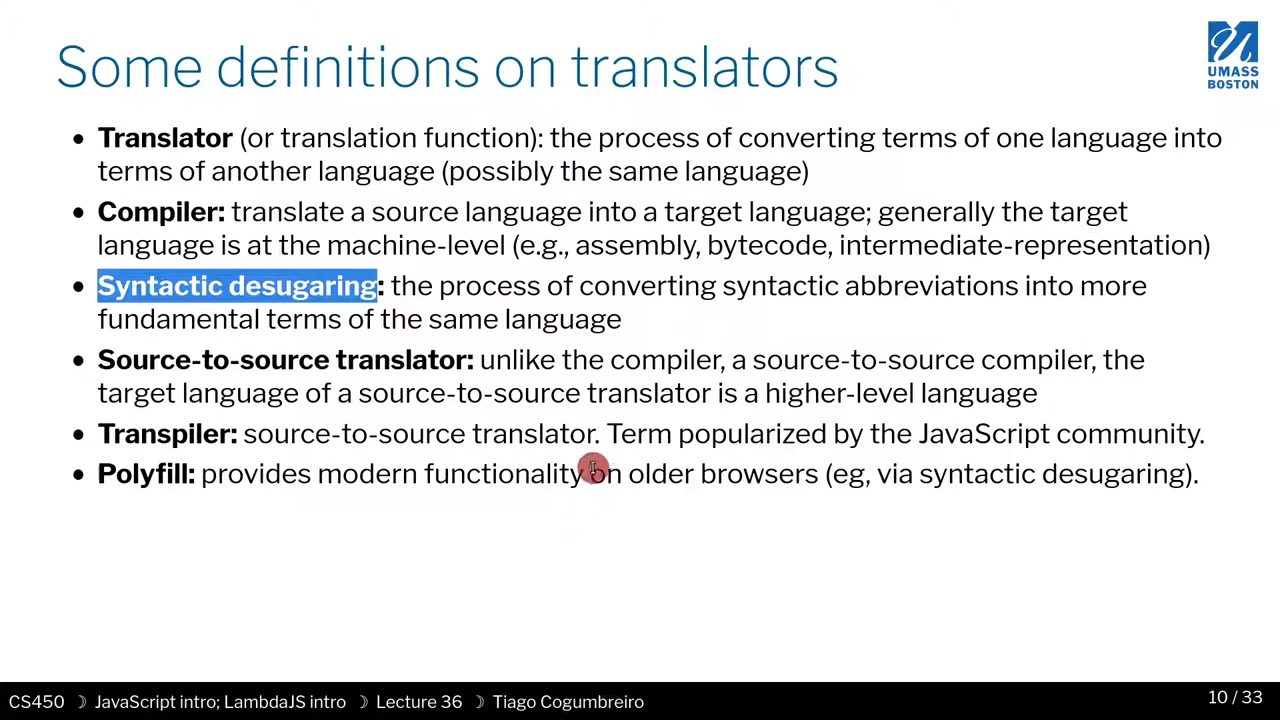 Some definitions on translators
UMASS
BOSTON
• Translator (or translation function): the process of converting terms of one language into
terms of another language (possibly the same language)
• Compiler: translate a source language into a target language; generally the target
language is at the machine-level (e.g., assembly, bytecode, intermediate-representation)
• Syntactic desugaring: the process of converting syntactic abbreviations into more
fundamental terms of the same language
• Source-to-source translator: unlike the compiler, a source-to-source compiler, the
target language of a source-to-source translator is a higher-level language
• Transpiler: source-to-source translator. Term popularized by the JavaScript community.
• Polyfill: provides modern functionality on older browsers (eg, via syntactic desugaring).
CS450 ☽ JavaScript intro; LambdaJS intro ☽ Lecture 36 ☽ Tiago Cogumbreiro
10 / 33